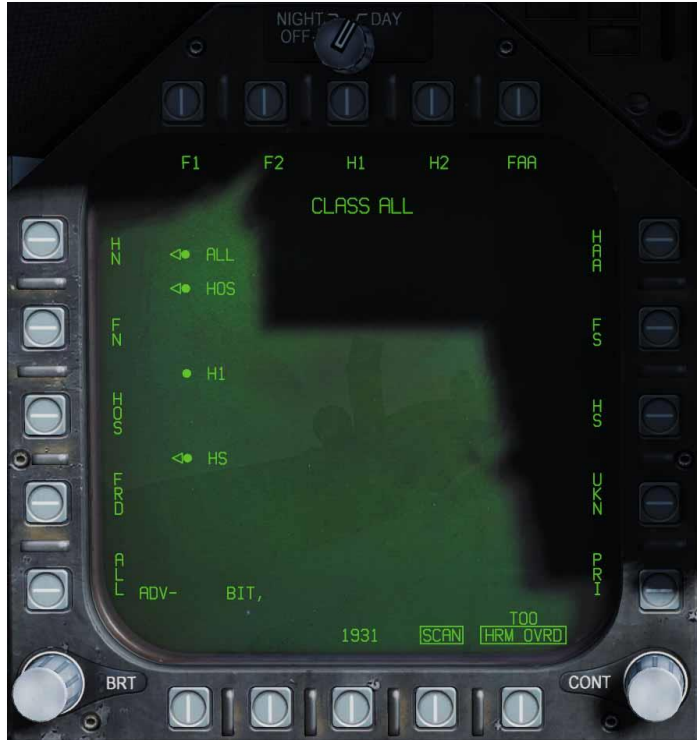 NIGHT DAY
OFF
F1 F2 H1 H2 FAA
CLASS ALL
HN
ALL
HAA
HOS
FN
FS
H1
HOS
HS
HS
FRD
UKN
ALL
PRI
ADV- BIT,
TOO
1931 SCAN HRM OVRD
BRT CONT